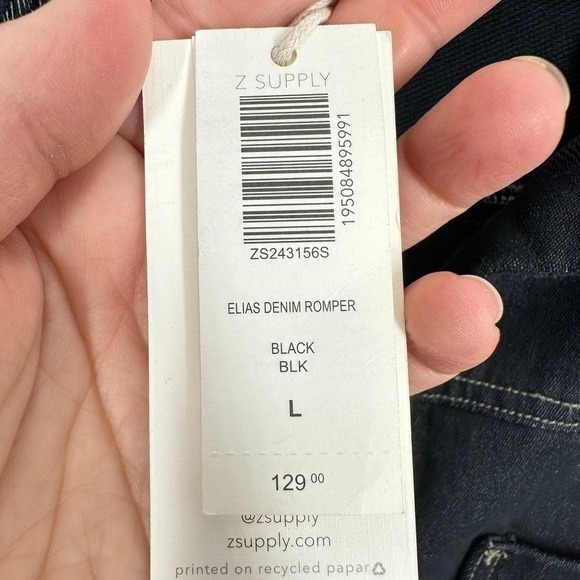 Z SUPPLY
195084895991
ZS243156S
ELIAS DENIM ROMPER
BLACK
BLK
L
129 00
@zsupply
zsupply.com
printed on recycled papar